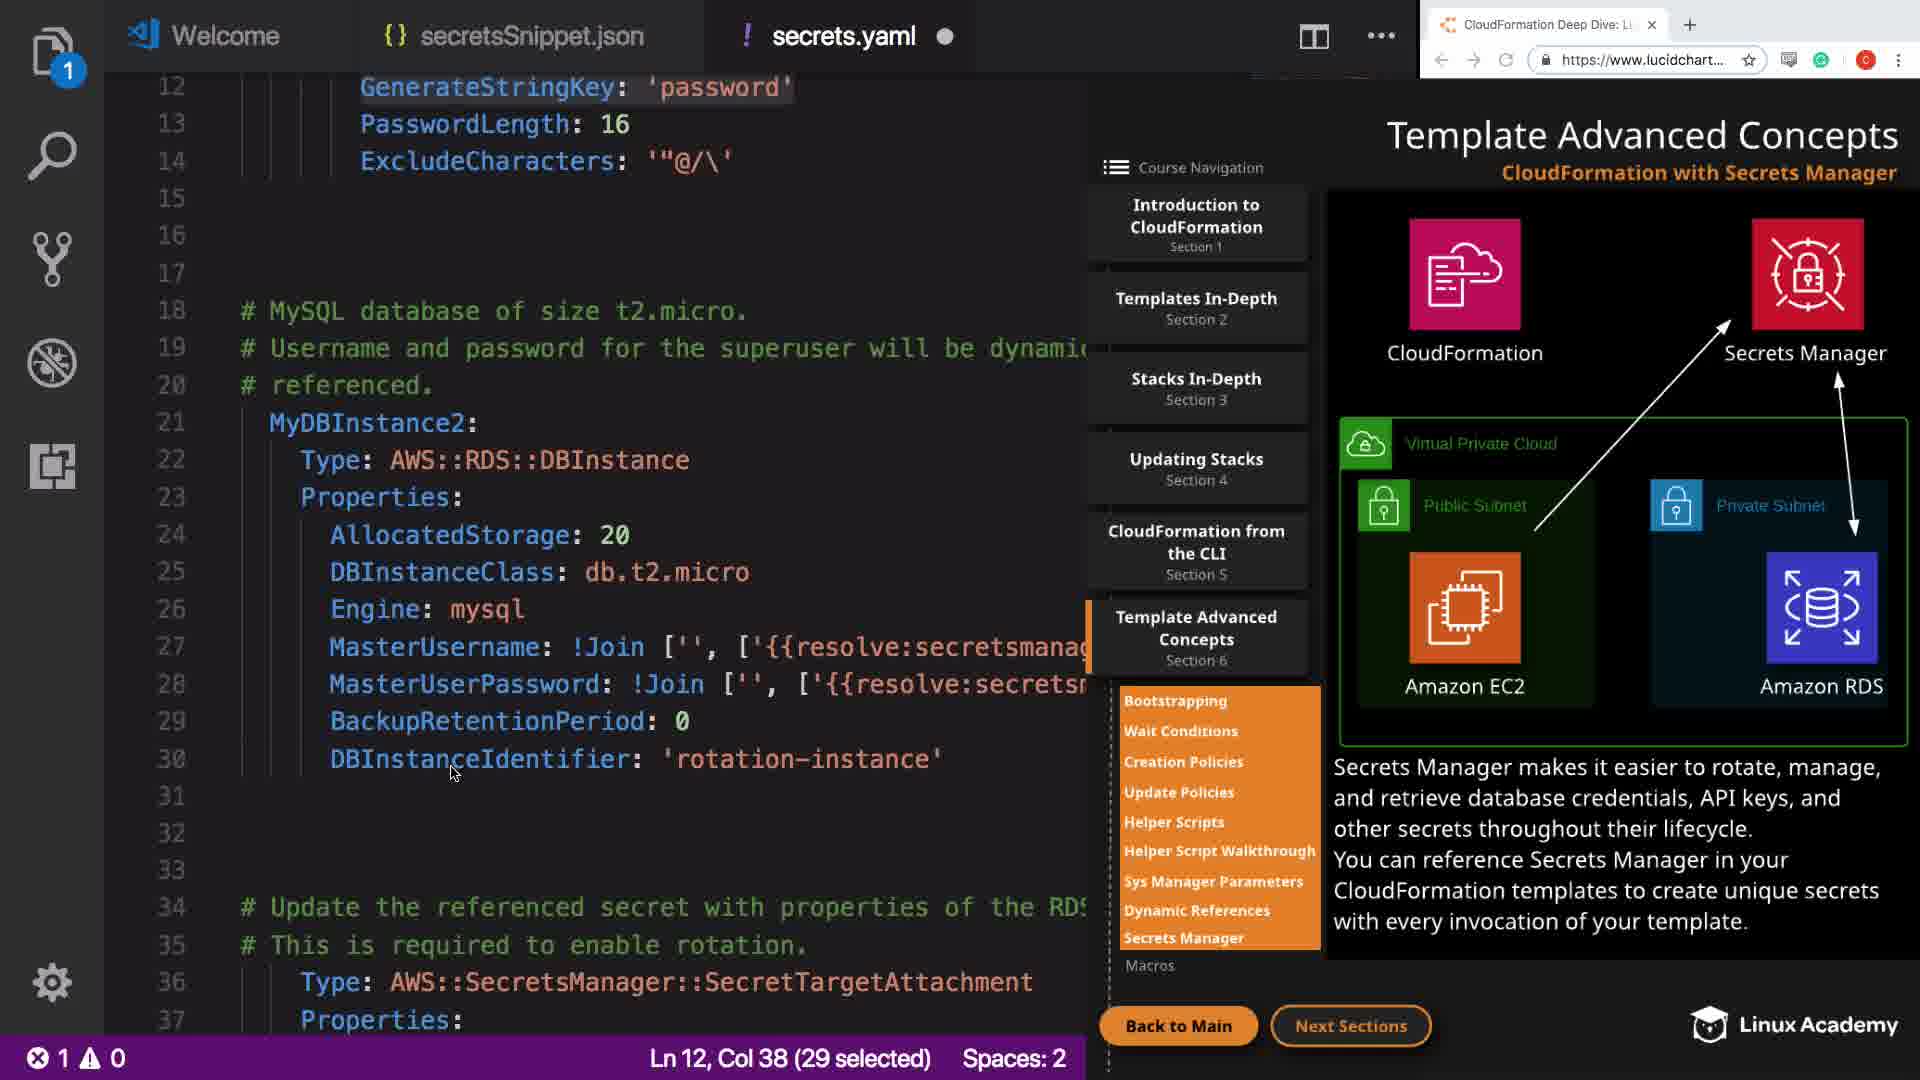 1
Welcome
{} secretsSnippet.json
! secrets.yaml
12 GenerateStringKey: 'password'
13 PasswordLength: 16
14 ExcludeCharacters: '"@/\'
15
16
17
18 # MySQL database of size t2.micro.
19 # Username and password for the superuser will be dynamic
20 # referenced.
21 MyDBInstance2:
22 Type: AWS::RDS::DBInstance
23 Properties:
24 AllocatedStorage: 20
25 DBInstanceClass: db.t2.micro
26 Engine: mysql
27 MasterUsername: !Join ['', ['{{resolve:secretsmanag
28 MasterUserPassword: !Join ['', ['{{resolve:secretsm
29 BackupRetentionPeriod: 0
30 DBInstanceIdentifier: 'rotation-instance'
31
32
33
34 # Update the referenced secret with properties of the RDS
35 # This is required to enable rotation.
36 Type: AWS::SecretsManager::SecretTargetAttachment
37 Properties:
1 0
Ln 12, Col 38 (29 selected) Spaces: 2
CloudFormation Deep Dive: Lu
https://www.lucidchart...
C
Template Advanced Concepts
CloudFormation with Secrets Manager
Course Navigation
Introduction to
CloudFormation
Section 1
Templates In-Depth
Section 2
Stacks In-Depth
Section 3
Updating Stacks
Section 4
CloudFormation from
the CLI
Section 5
Template Advanced
Concepts
Section 6
Bootstrapping
Wait Conditions
Creation Policies
Update Policies
Helper Scripts
Helper Script Walkthrough
Sys Manager Parameters
Dynamic References
Secrets Manager
Macros
Back to Main
Next Sections
CloudFormation
Secrets Manager
Virtual Private Cloud
Public Subnet
Private Subnet
Amazon EC2
Amazon RDS
Secrets Manager makes it easier to rotate, manage,
and retrieve database credentials, API keys, and
other secrets throughout their lifecycle.
You can reference Secrets Manager in your
CloudFormation templates to create unique secrets
with every invocation of your template.
Linux Academy